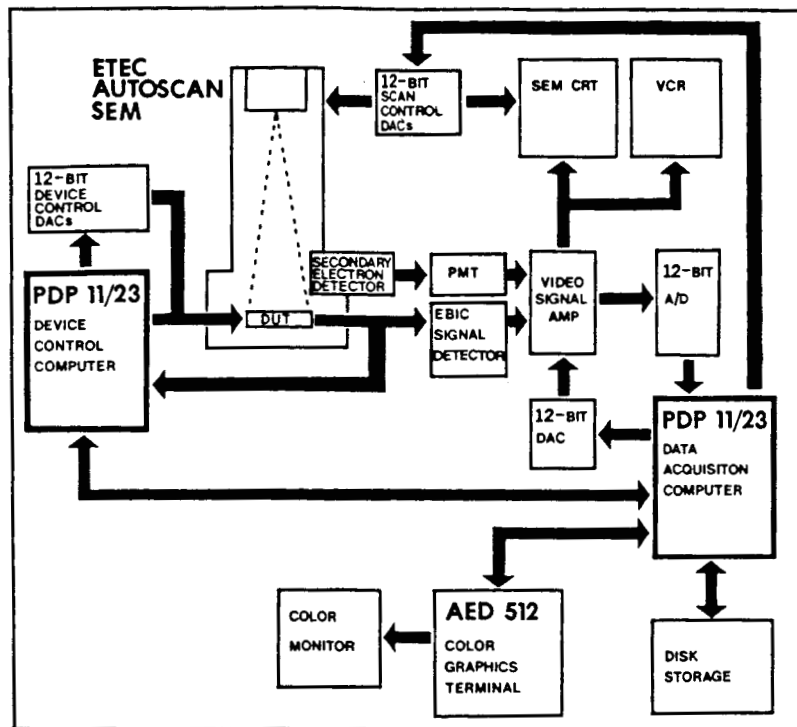 ETEC
AUTOSCAN
SEM
12-BIT
SCAN
CONTROL
DACs
SEM CRT
VCR
12-BIT
DEVICE
CONTROL
DACs
SECONDARY
ELECTRON
DETECTOR
PMT
VIDEO
SIGNAL
AMP
12-BIT
A/D
PDP 11/23
DEVICE
CONTROL
COMPUTER
DUT
EBIC
SIGNAL
DETECTOR
12-BIT
DAC
PDP 11/23
DATA
ACQUISITON
COMPUTER
COLOR
MONITOR
AED 512
COLOR
GRAPHICS
TERMINAL
DISK
STORAGE